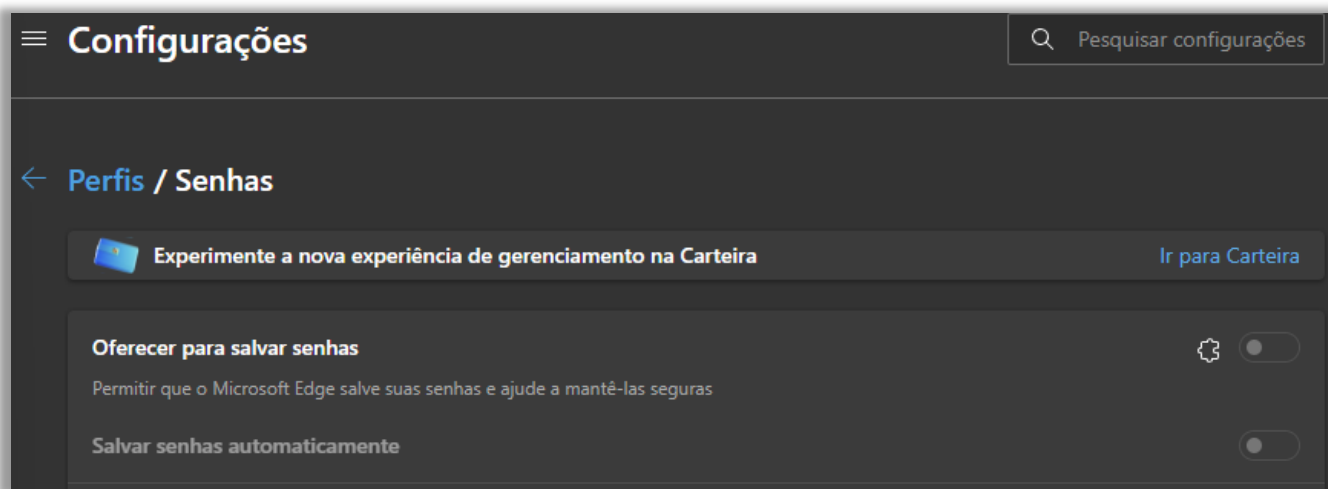 Configurações
Pesquisar configurações
Perfis / Senhas
Experimente a nova experiência de gerenciamento na Carteira
Ir para Carteira
Oferecer para salvar senhas
Permitir que o Microsoft Edge salve suas senhas e ajude a mantê-las seguras
Salvar senhas automaticamente